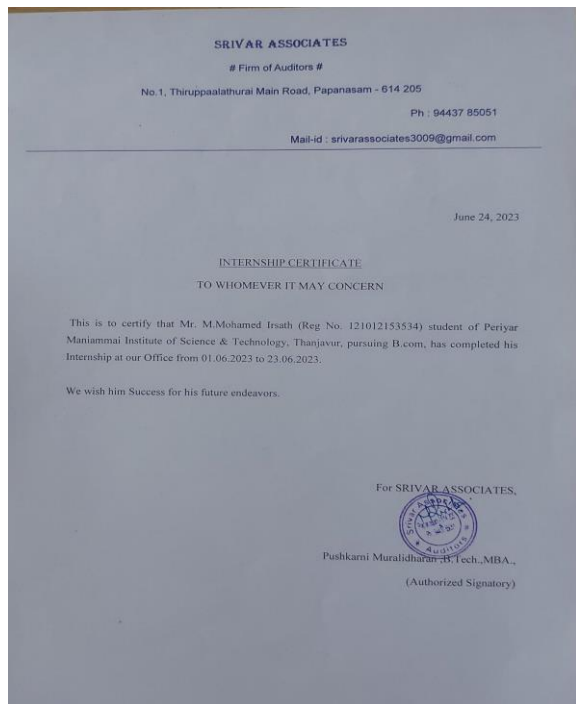 SRIVAR ASSOCIATES
# Firm of Auditors #
No.1, Thiruppaalathurai Main Road, Papanasam - 614 205
Ph : 94437 85051
Mail-id : srivarassociates3009@gmail.com
June 24, 2023
INTERNSHIP CERTIFICATE
TO WHOMEVER IT MAY CONCERN
This is to certify that Mr. M.Mohamed Irsath (Reg No. 121012153534) student of Periyar
Maniammai Institute of Science & Technology, Thanjavur, pursuing B.com, has completed his
Internship at our Office from 01.06.2023 to 23.06.2023.
We wish him Success for his future endeavors.
For SRIVAR ASSOCIATES,
Srivar Associates
Auditors
Pushkarni Muralidharan ,B.Tech.,MBA.,
(Authorized Signatory)